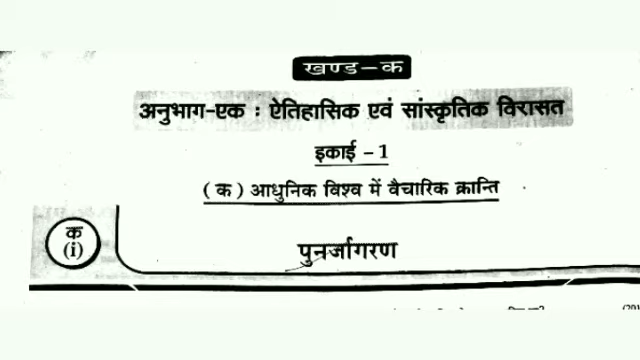 खण्ड-क
अनुभाग-एक : ऐतिहासिक एवं सांस्कृतिक विरासत
इकाई -1
( क ) आधुनिक विश्व में वैचारिक क्रान्ति
क
(i)
पुनर्जागरण